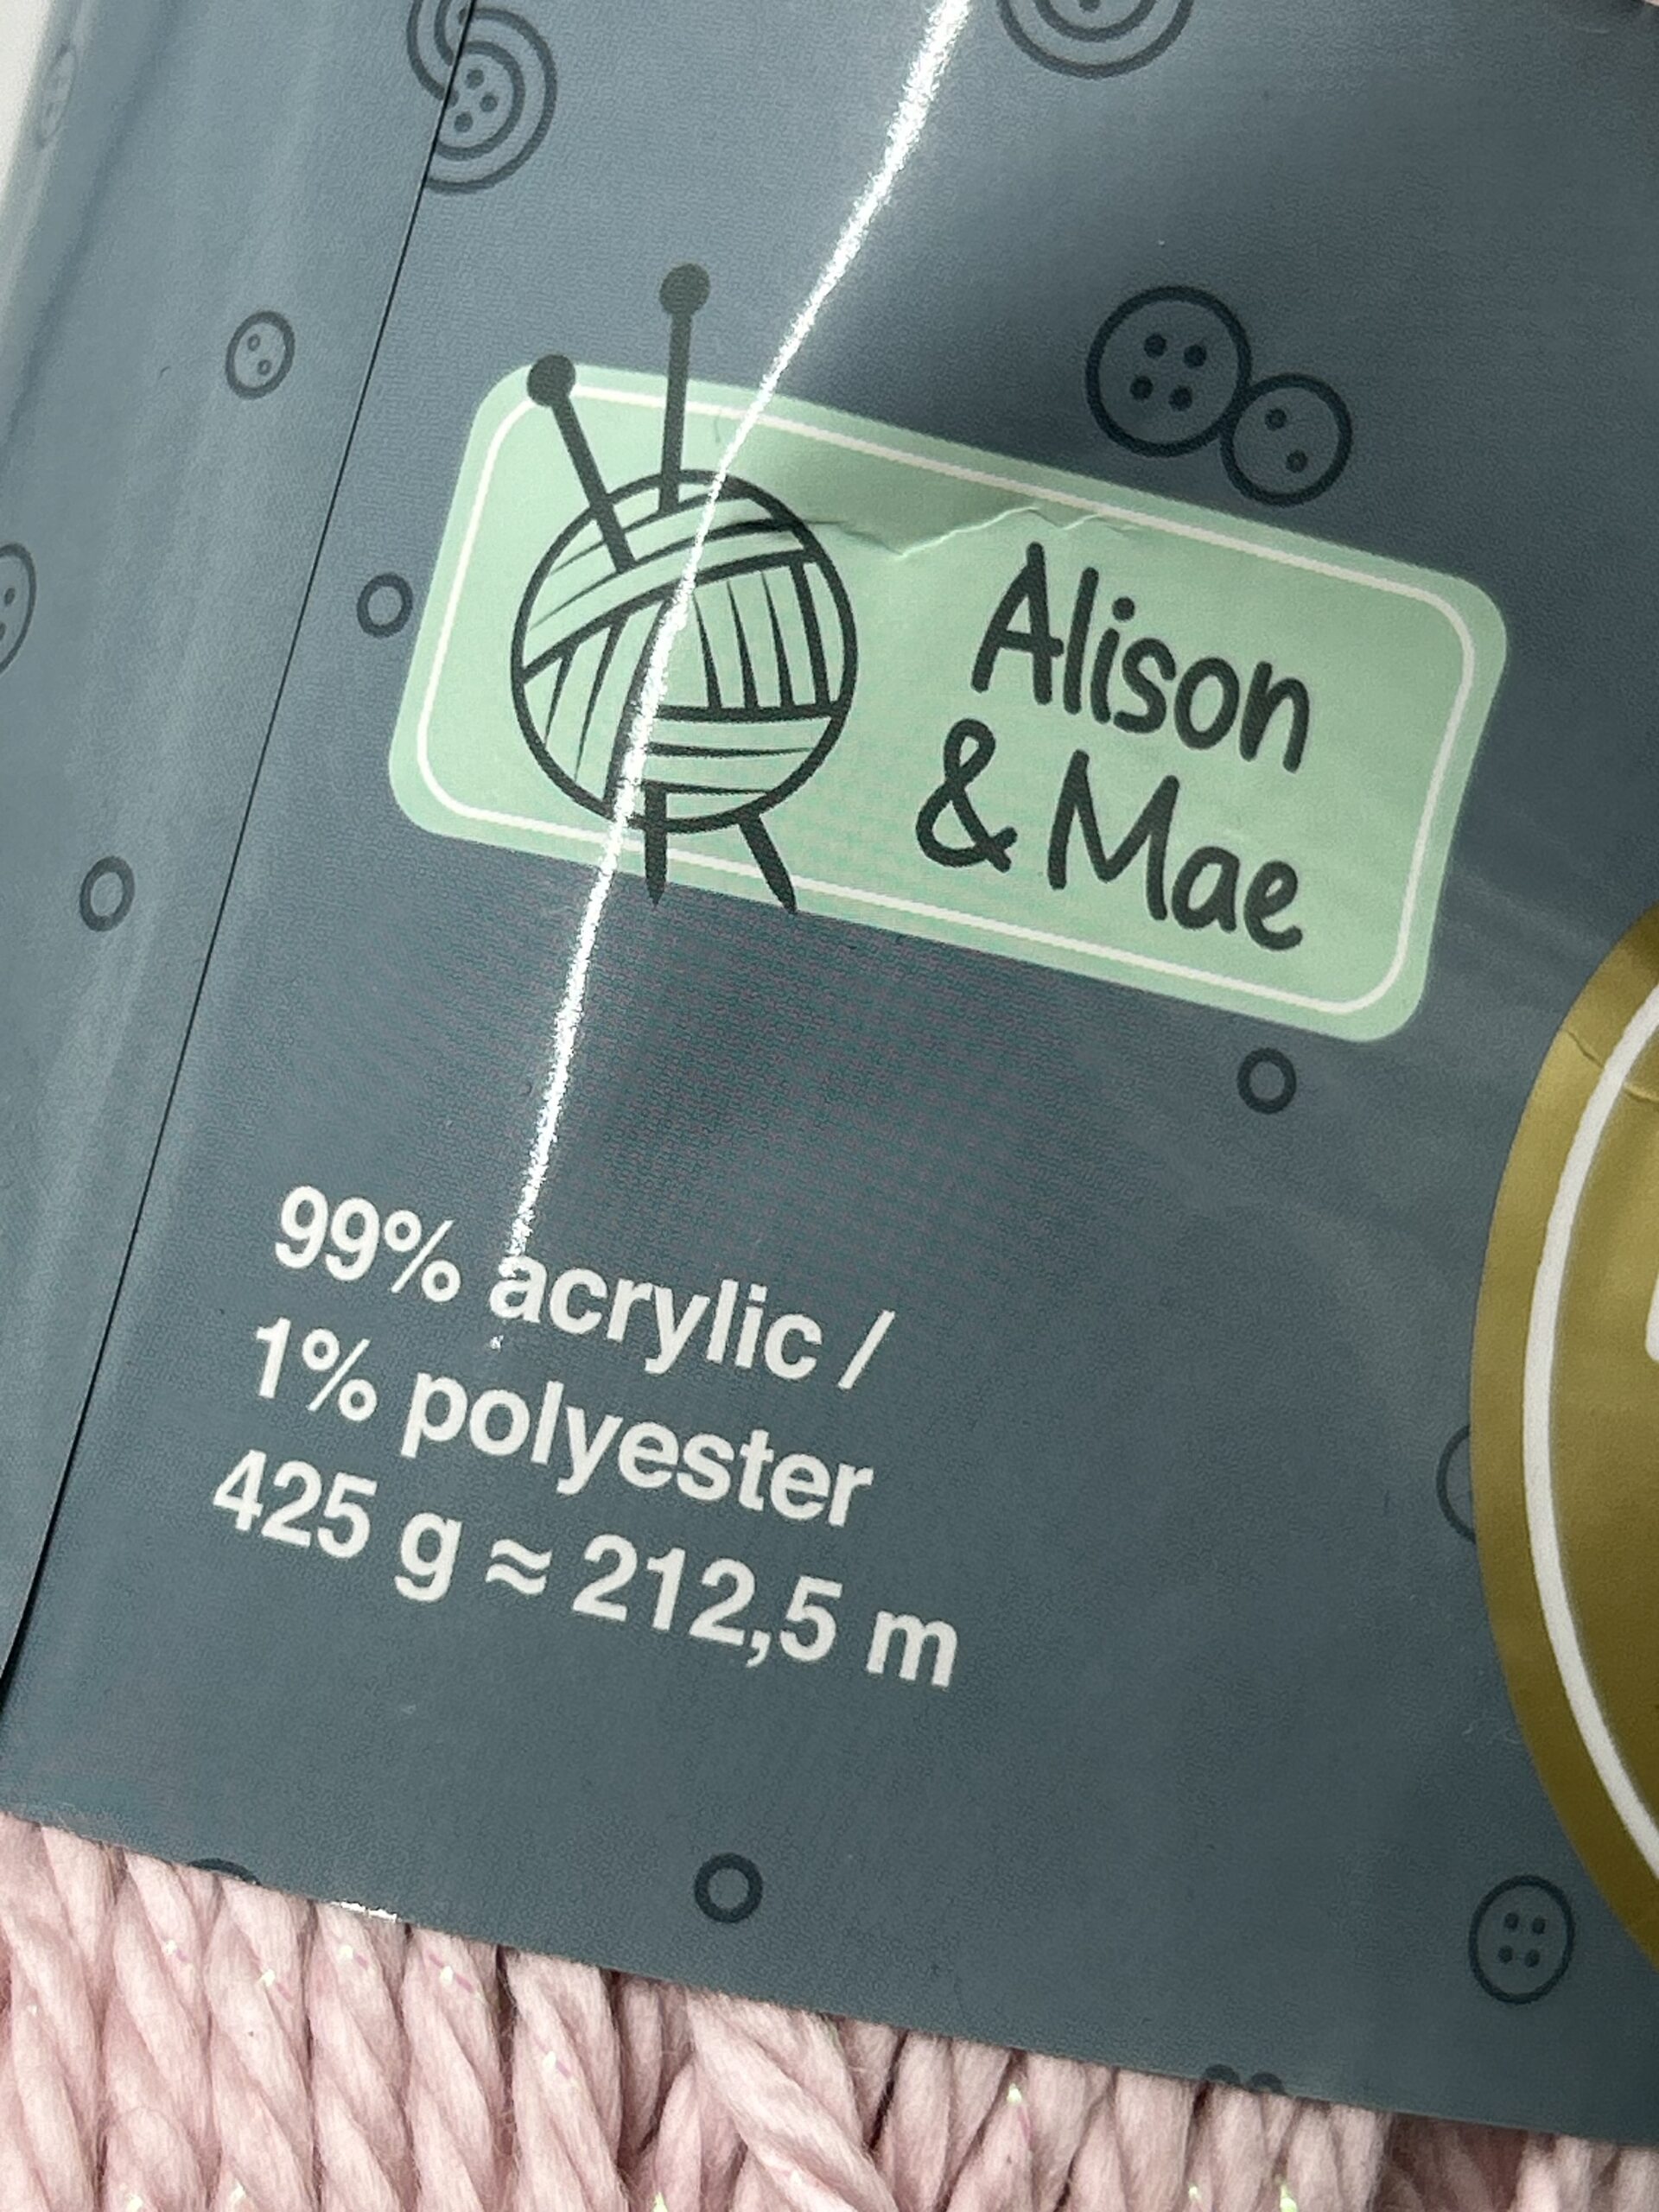 Alison
& Mae
99% acrylic /
1% polyester
425 g ≈ 212,5 m